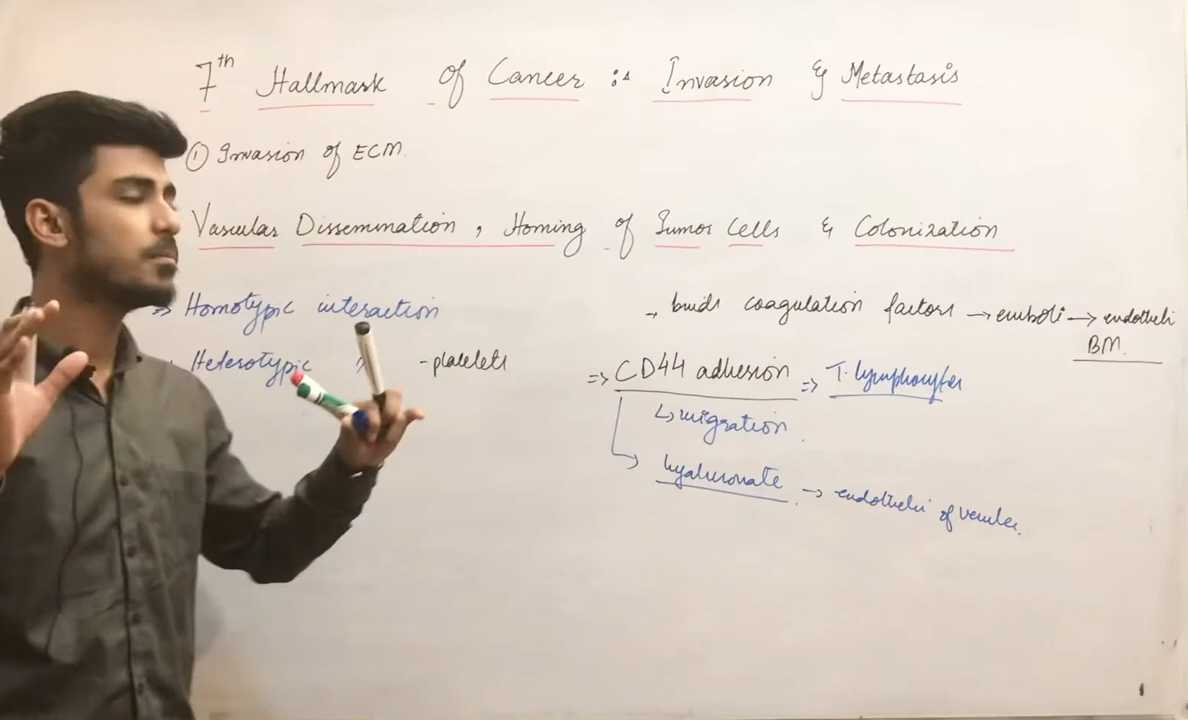 7th Hallmark of Cancer : Invasion & Metastasis
① Invasion of ECM
Vascular Dissemination, Homing of Tumor Cells & Colonization
→ Homotypic interaction
Heterotypic " - platelets
→ binds coagulation factors → emboli → endotheli
BM.
⇒ CD44 adhesion ⇒ T. lymphocytes
↳ migration.
↳ hyaluronate → endotheli of venules.